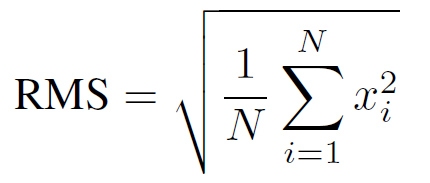 RMS = \sqrt{\frac{1}{N} \sum_{i=1}^{N} x_i^2}